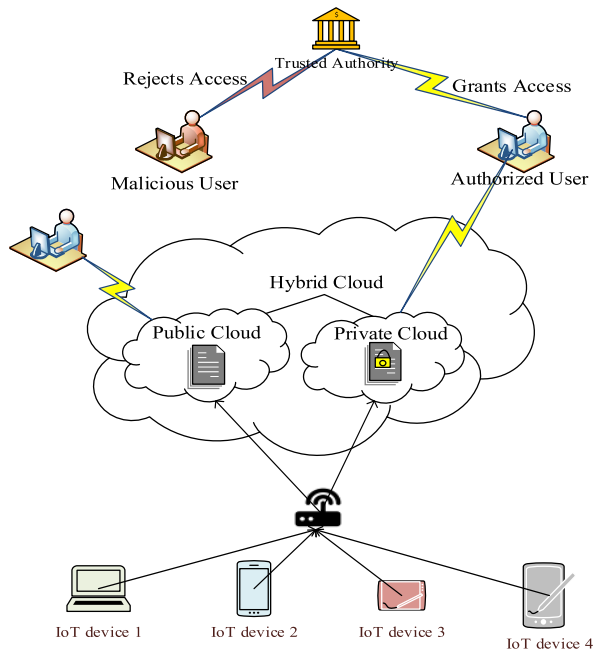 Trusted Authority
Rejects Access
Grants Access
Malicious User
Authorized User
Hybrid Cloud
Public Cloud
Private Cloud
IoT device 1
IoT device 2
IoT device 3
IoT device 4